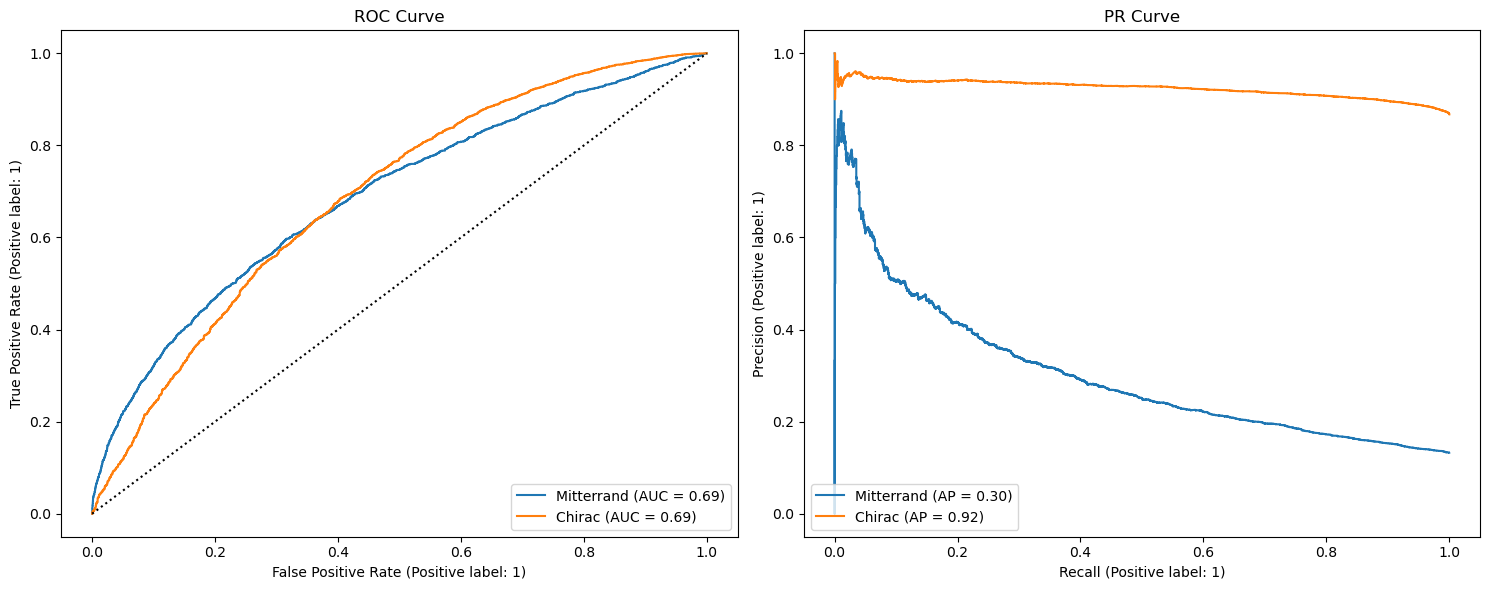 ROC Curve
True Positive Rate (Positive label: 1)
1.0
0.8
0.6
0.4
0.2
0.0
0.0 0.2 0.4 0.6 0.8 1.0
False Positive Rate (Positive label: 1)
Mitterrand (AUC = 0.69)
Chirac (AUC = 0.69)
PR Curve
Precision (Positive label: 1)
1.0
0.8
0.6
0.4
0.2
0.0
0.0 0.2 0.4 0.6 0.8 1.0
Recall (Positive label: 1)
Mitterrand (AP = 0.30)
Chirac (AP = 0.92)